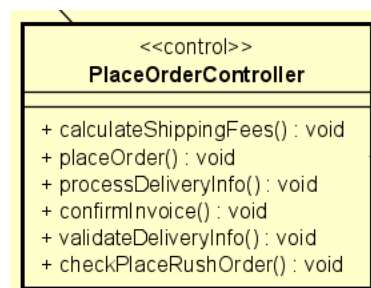 <<control>>
PlaceOrderController
+ calculateShippingFees() : void
+ placeOrder() : void
+ processDeliveryInfo() : void
+ confirmInvoice() : void
+ validateDeliveryInfo() : void
+ checkPlaceRushOrder() : void